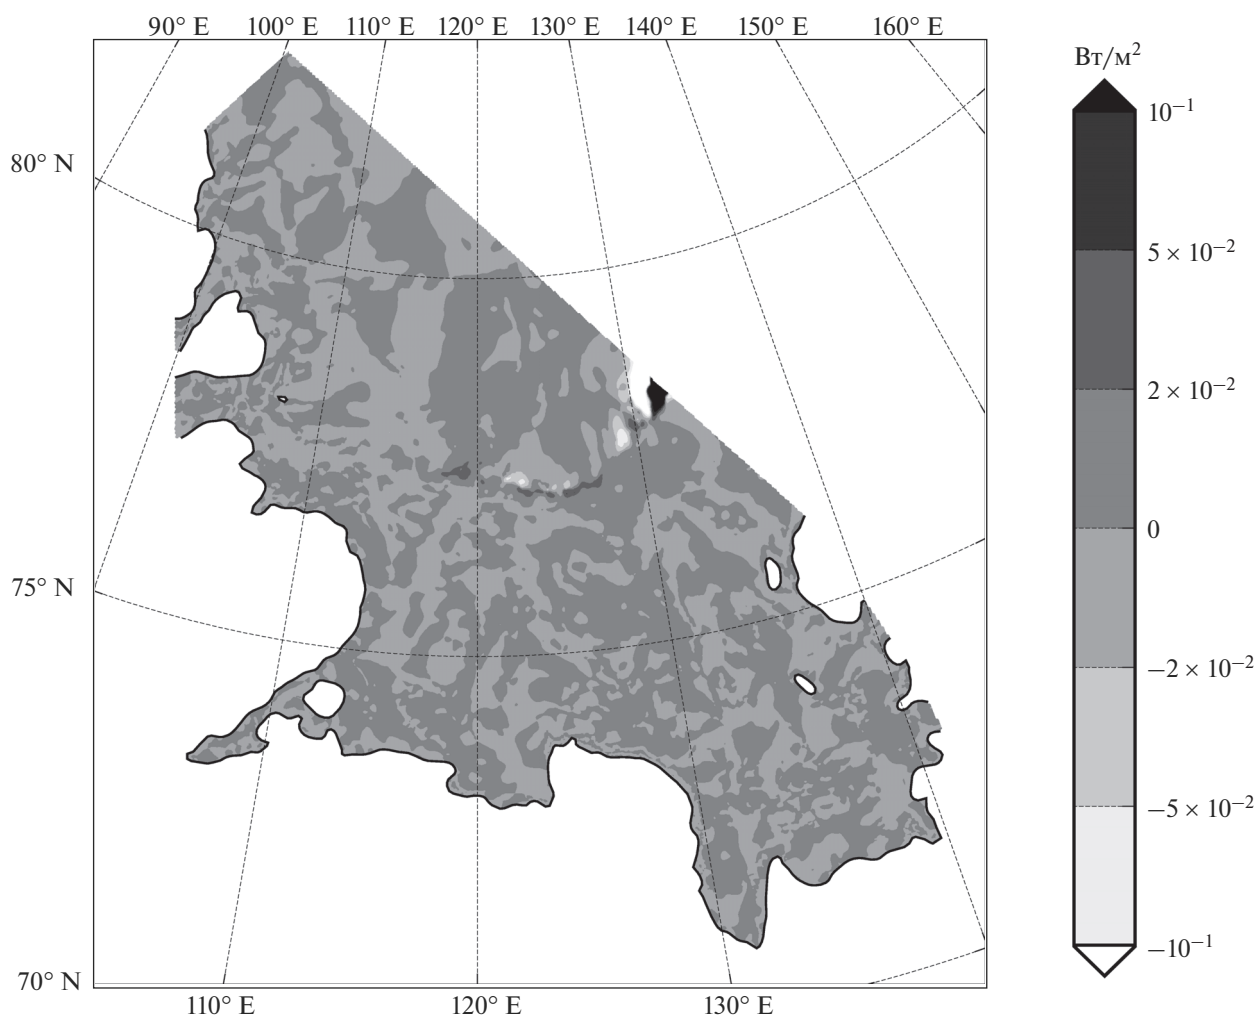 90° E 100° E 110° E 120° E 130° E 140° E 150° E 160° E
Вт/м²
10⁻¹
80° N
5 × 10⁻²
2 × 10⁻²
0
75° N
−2 × 10⁻²
−5 × 10⁻²
−10⁻¹
70° N
110° E 120° E 130° E